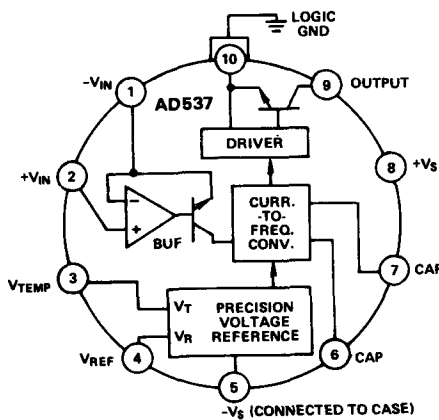 LOGIC
GND
10
−VIN
1
AD537
9
OUTPUT
DRIVER
+VIN
2
8
+VS
−
+
BUF
CURR.
-TO-
FREQ.
CONV.
7
CAP
VTEMP
3
VT
VR
PRECISION
VOLTAGE
REFERENCE
VREF
4
6
CAP
5
−VS (CONNECTED TO CASE)